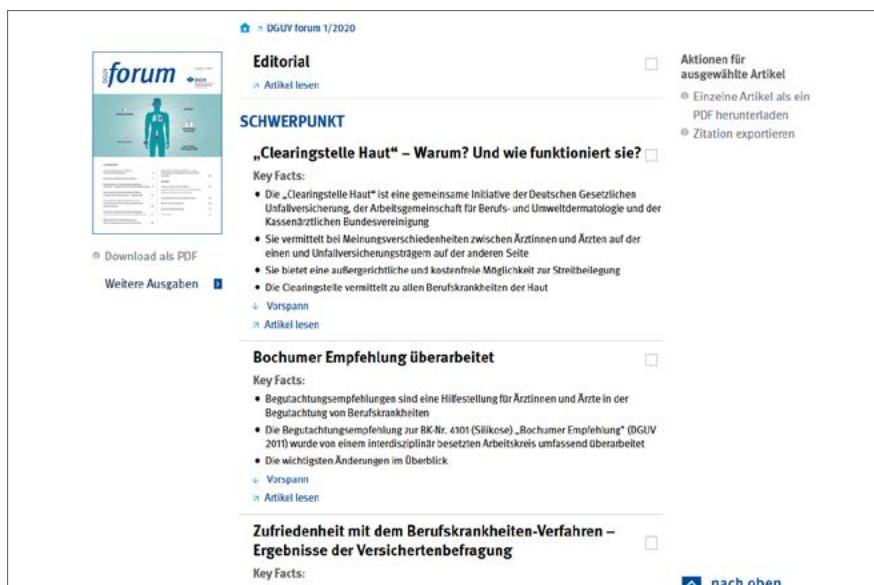 DGUV forum 1/2020
DGUV forum
DGUV
Download als PDF
Weitere Ausgaben
Editorial
Artikel lesen
SCHWERPUNKT
„Clearingstelle Haut“ – Warum? Und wie funktioniert sie?
Key Facts:
• Die „Clearingstelle Haut“ ist eine gemeinsame Initiative der Deutschen Gesetzlichen
Unfallversicherung, der Arbeitsgemeinschaft für Berufs- und Umweltdermatologie und der
Kassenärztlichen Bundesvereinigung
• Sie vermittelt bei Meinungsverschiedenheiten zwischen Ärztinnen und Ärzten auf der
einen und Unfallversicherungsträgern auf der anderen Seite
• Sie bietet eine außergerichtliche und kostenfreie Möglichkeit zur Streitbeilegung
• Die Clearingstelle vermittelt zu allen Berufskrankheiten der Haut
Vorspann
Artikel lesen
Bochumer Empfehlung überarbeitet
Key Facts:
• Begutachtungsempfehlungen sind eine Hilfestellung für Ärztinnen und Ärzte in der
Begutachtung von Berufskrankheiten
• Die Begutachtungsempfehlung zur BK-Nr. 4101 (Silikose) „Bochumer Empfehlung“ (DGUV
2011) wurde von einem interdisziplinär besetzten Arbeitskreis umfassend überarbeitet
• Die wichtigsten Änderungen im Überblick
Vorspann
Artikel lesen
Zufriedenheit mit dem Berufskrankheiten-Verfahren –
Ergebnisse der Versichertenbefragung
Key Facts:
Aktionen für
ausgewählte Artikel
Einzelne Artikel als ein
PDF herunterladen
Zitation exportieren
nach oben